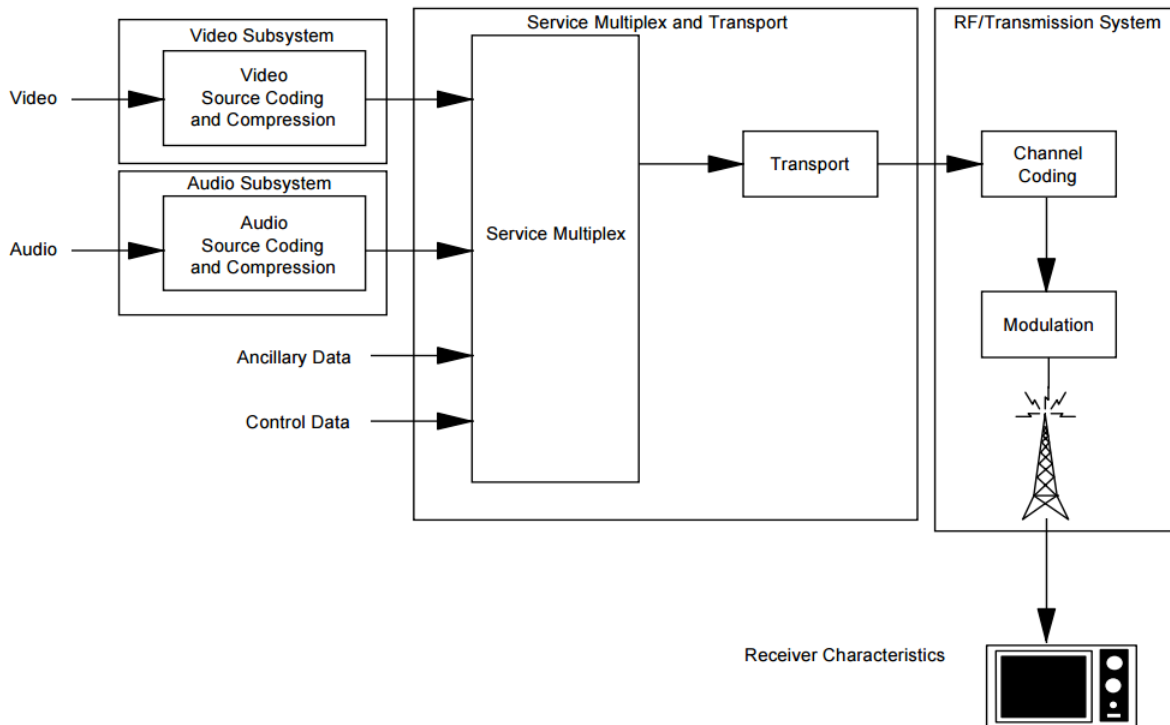 Video Subsystem
Video
Source Coding
and Compression
Video
Audio Subsystem
Audio
Source Coding
and Compression
Audio
Ancillary Data
Control Data
Service Multiplex and Transport
Service Multiplex
Transport
RF/Transmission System
Channel
Coding
Modulation
Receiver Characteristics